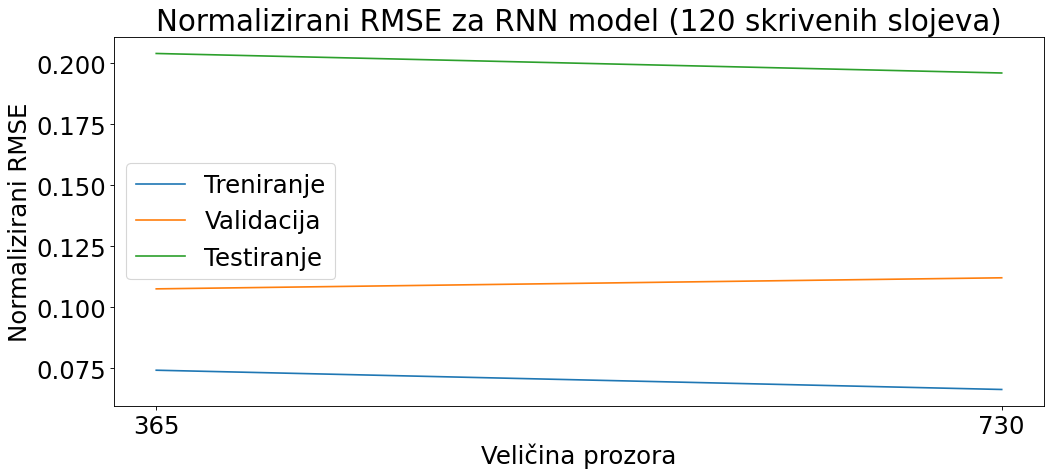 Normalizirani RMSE za RNN model (120 skrivenih slojeva)
Normalizirani RMSE
0.200
0.175
0.150
0.125
0.100
0.075
Treniranje
Validacija
Testiranje
365
730
Veličina prozora